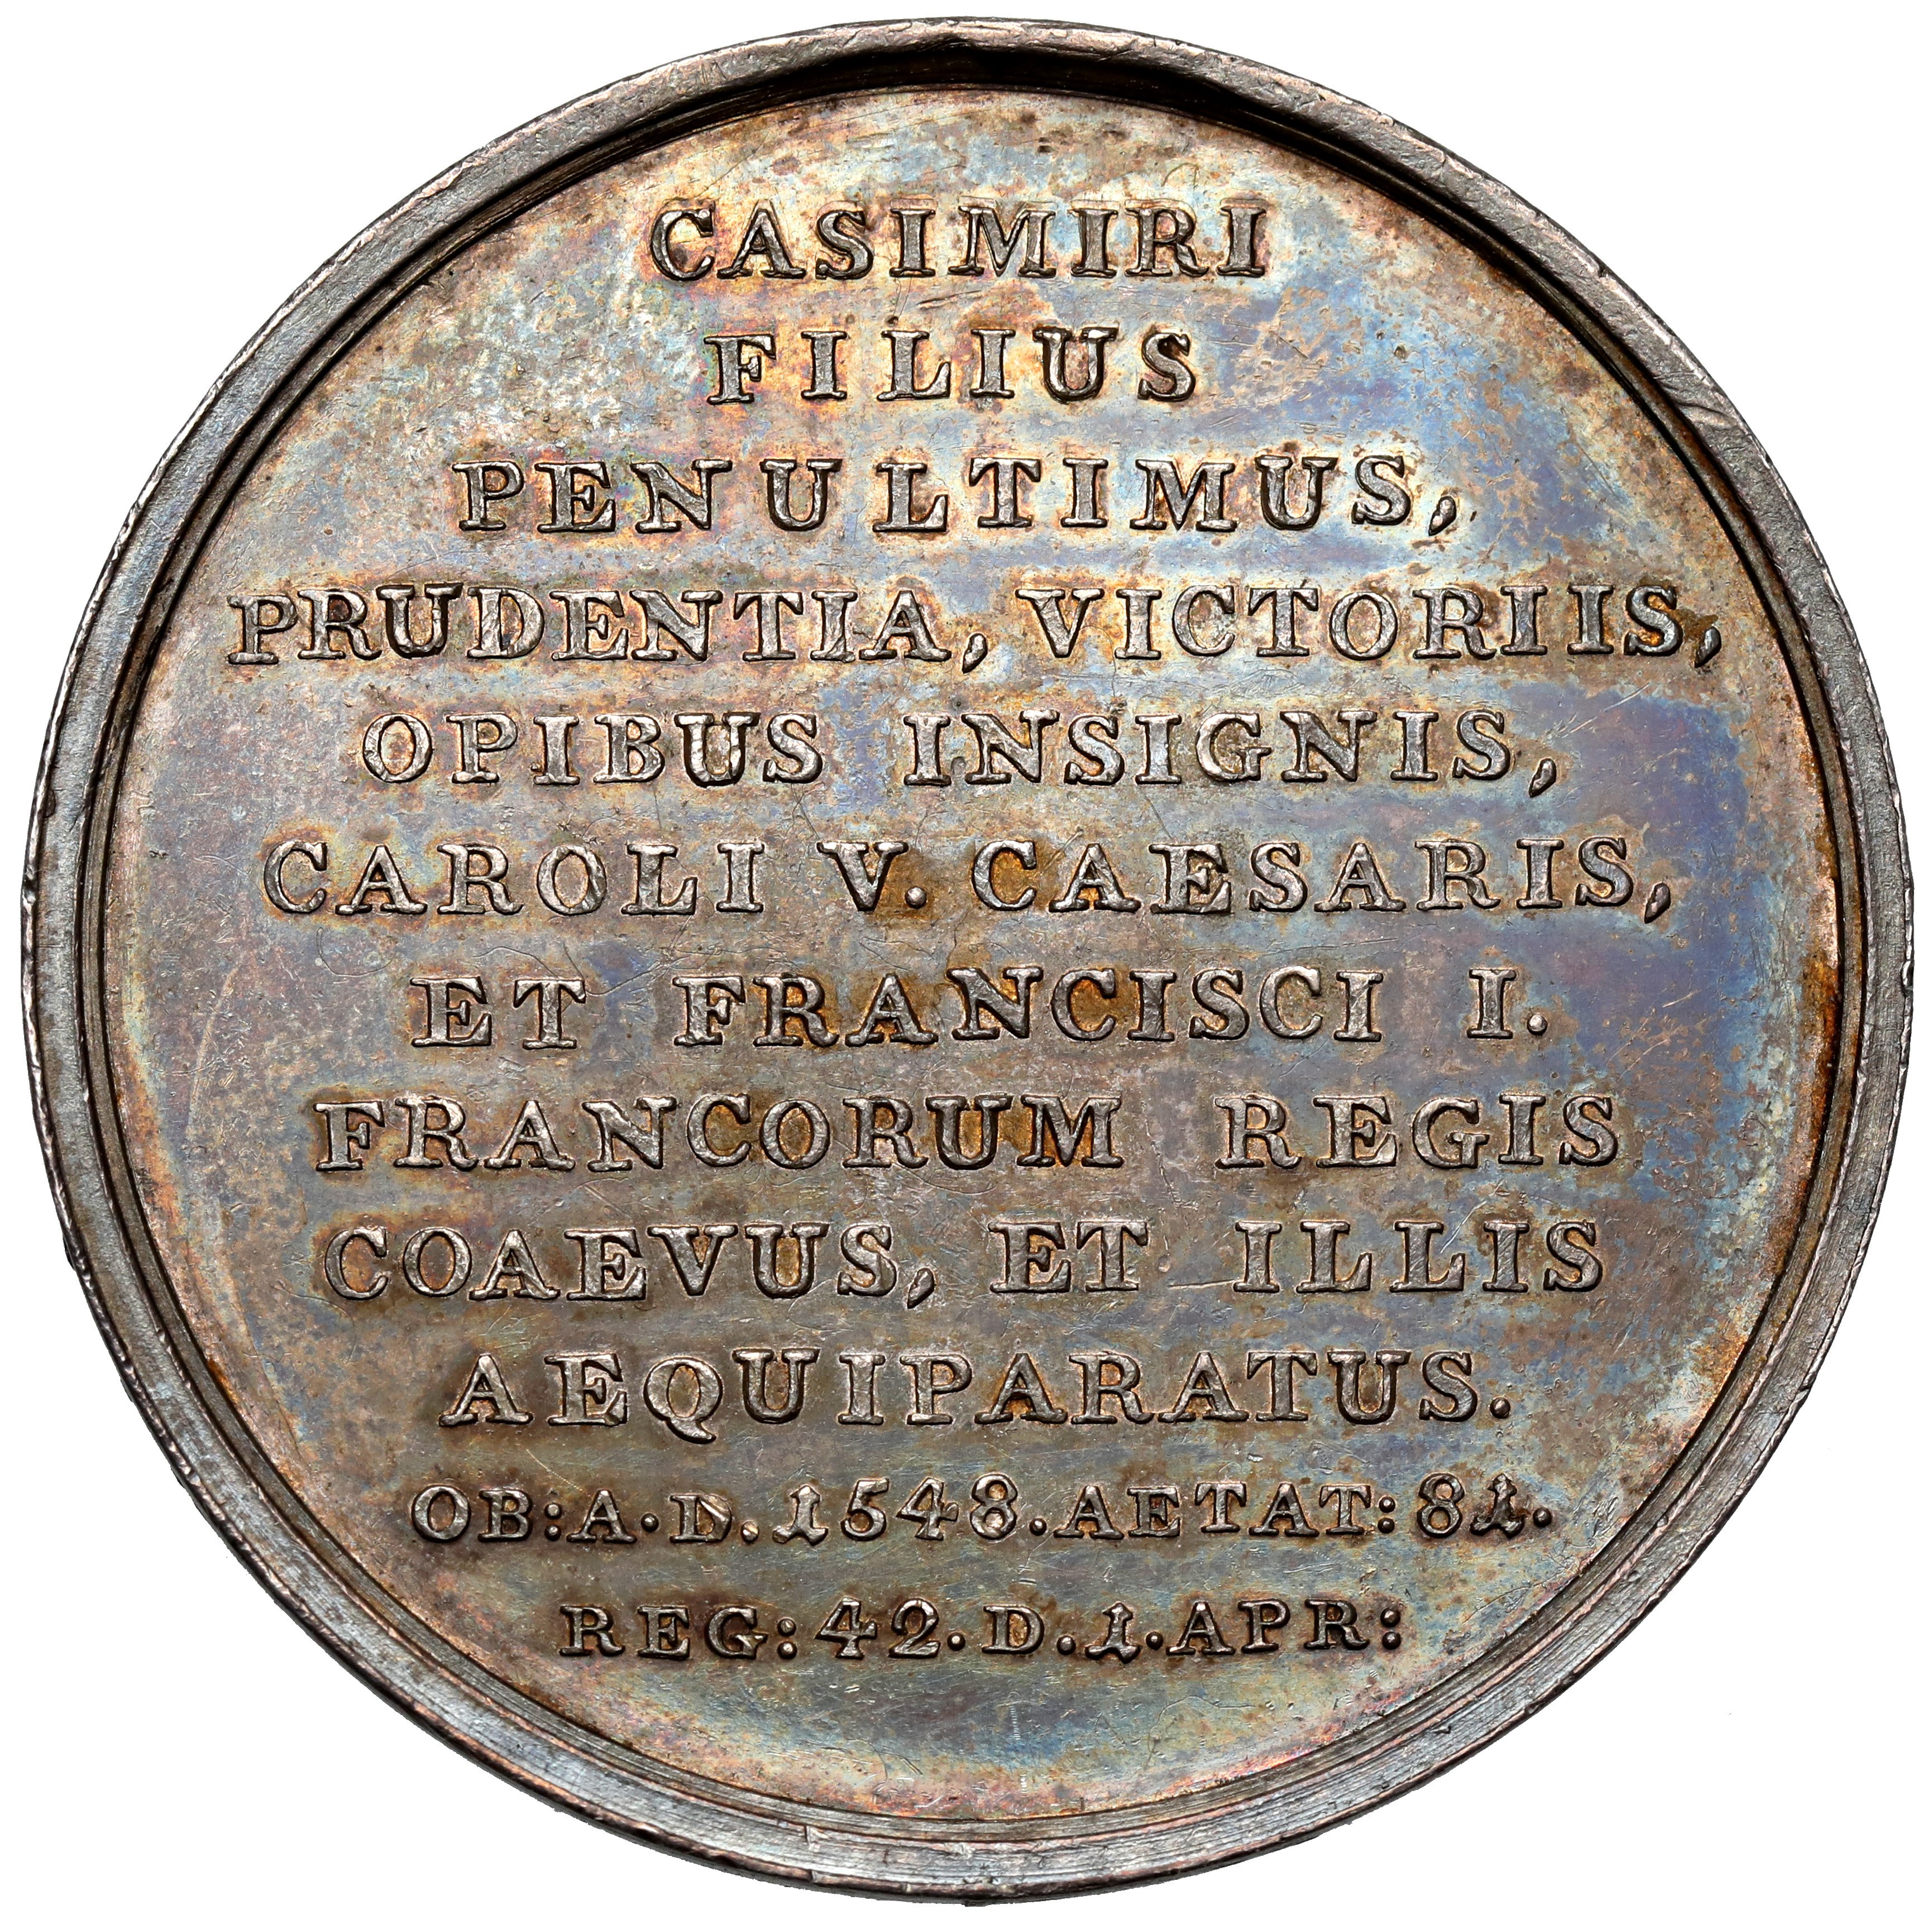 CASIMIRI
FILIUS
PENULTIMUS,
PRUDENTIA, VICTORIIS,
OPIBUS INSIGNIS,
CAROLI V. CAESARIS,
ET FRANCISCI I.
FRANCORUM REGIS
COAEVUS, ET ILLIS
AEQUIPARATUS.
OB: A. D. 1548. AETAT: 81.
REG: 42. D. 1. APR: